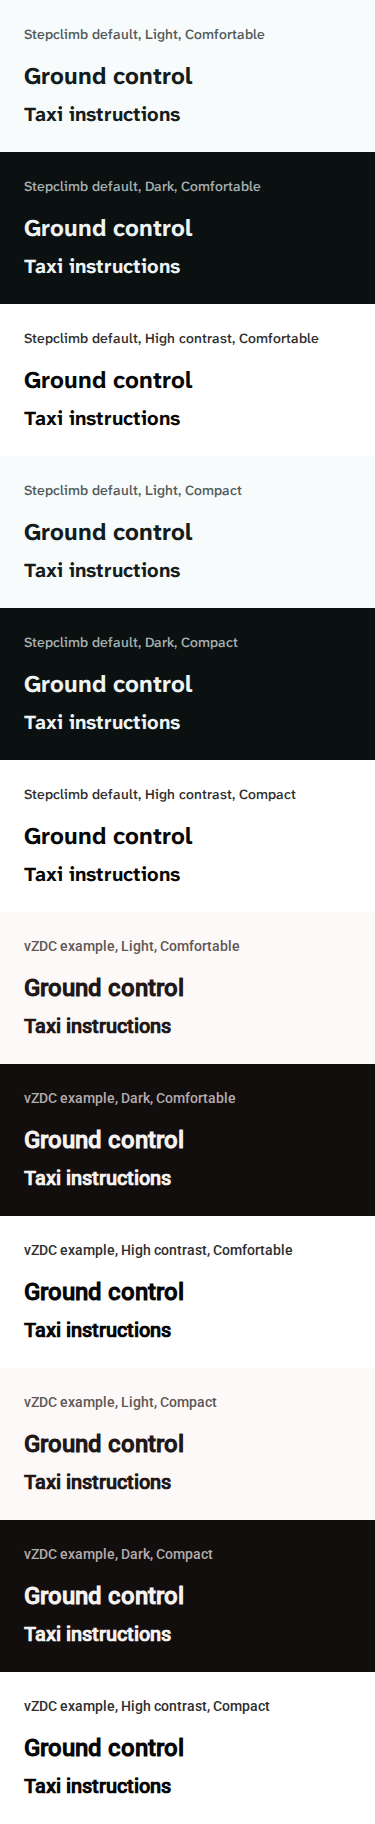 Stepclimb default, Light, Comfortable
Ground control
Taxi instructions
Stepclimb default, Dark, Comfortable
Ground control
Taxi instructions
Stepclimb default, High contrast, Comfortable
Ground control
Taxi instructions
Stepclimb default, Light, Compact
Ground control
Taxi instructions
Stepclimb default, Dark, Compact
Ground control
Taxi instructions
Stepclimb default, High contrast, Compact
Ground control
Taxi instructions
vZDC example, Light, Comfortable
Ground control
Taxi instructions
vZDC example, Dark, Comfortable
Ground control
Taxi instructions
vZDC example, High contrast, Comfortable
Ground control
Taxi instructions
vZDC example, Light, Compact
Ground control
Taxi instructions
vZDC example, Dark, Compact
Ground control
Taxi instructions
vZDC example, High contrast, Compact
Ground control
Taxi instructions